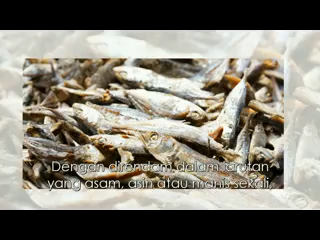 Dengan direndam dalam larutan
yang asam, asin atau manis sekali